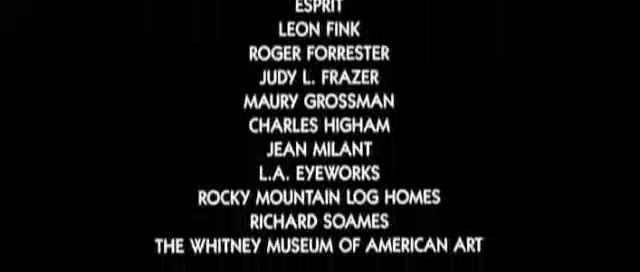 ESPRIT
LEON FINK
ROGER FORRESTER
JUDY L. FRAZER
MAURY GROSSMAN
CHARLES HIGHAM
JEAN MILANT
L.A. EYEWORKS
ROCKY MOUNTAIN LOG HOMES
RICHARD SOAMES
THE WHITNEY MUSEUM OF AMERICAN ART